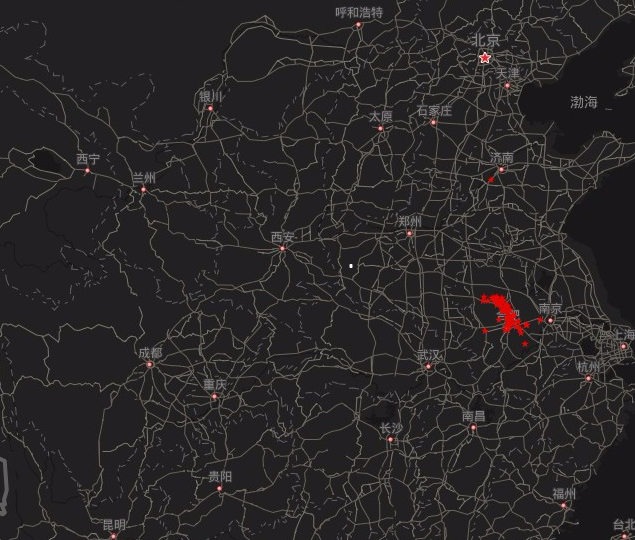 呼和浩特
北京
天津
银川
渤海
石家庄
太原
济南
西宁
兰州
郑州
西安
南京
上海
成都
武汉
杭州
重庆
南昌
长沙
贵阳
福州
昆明
台北